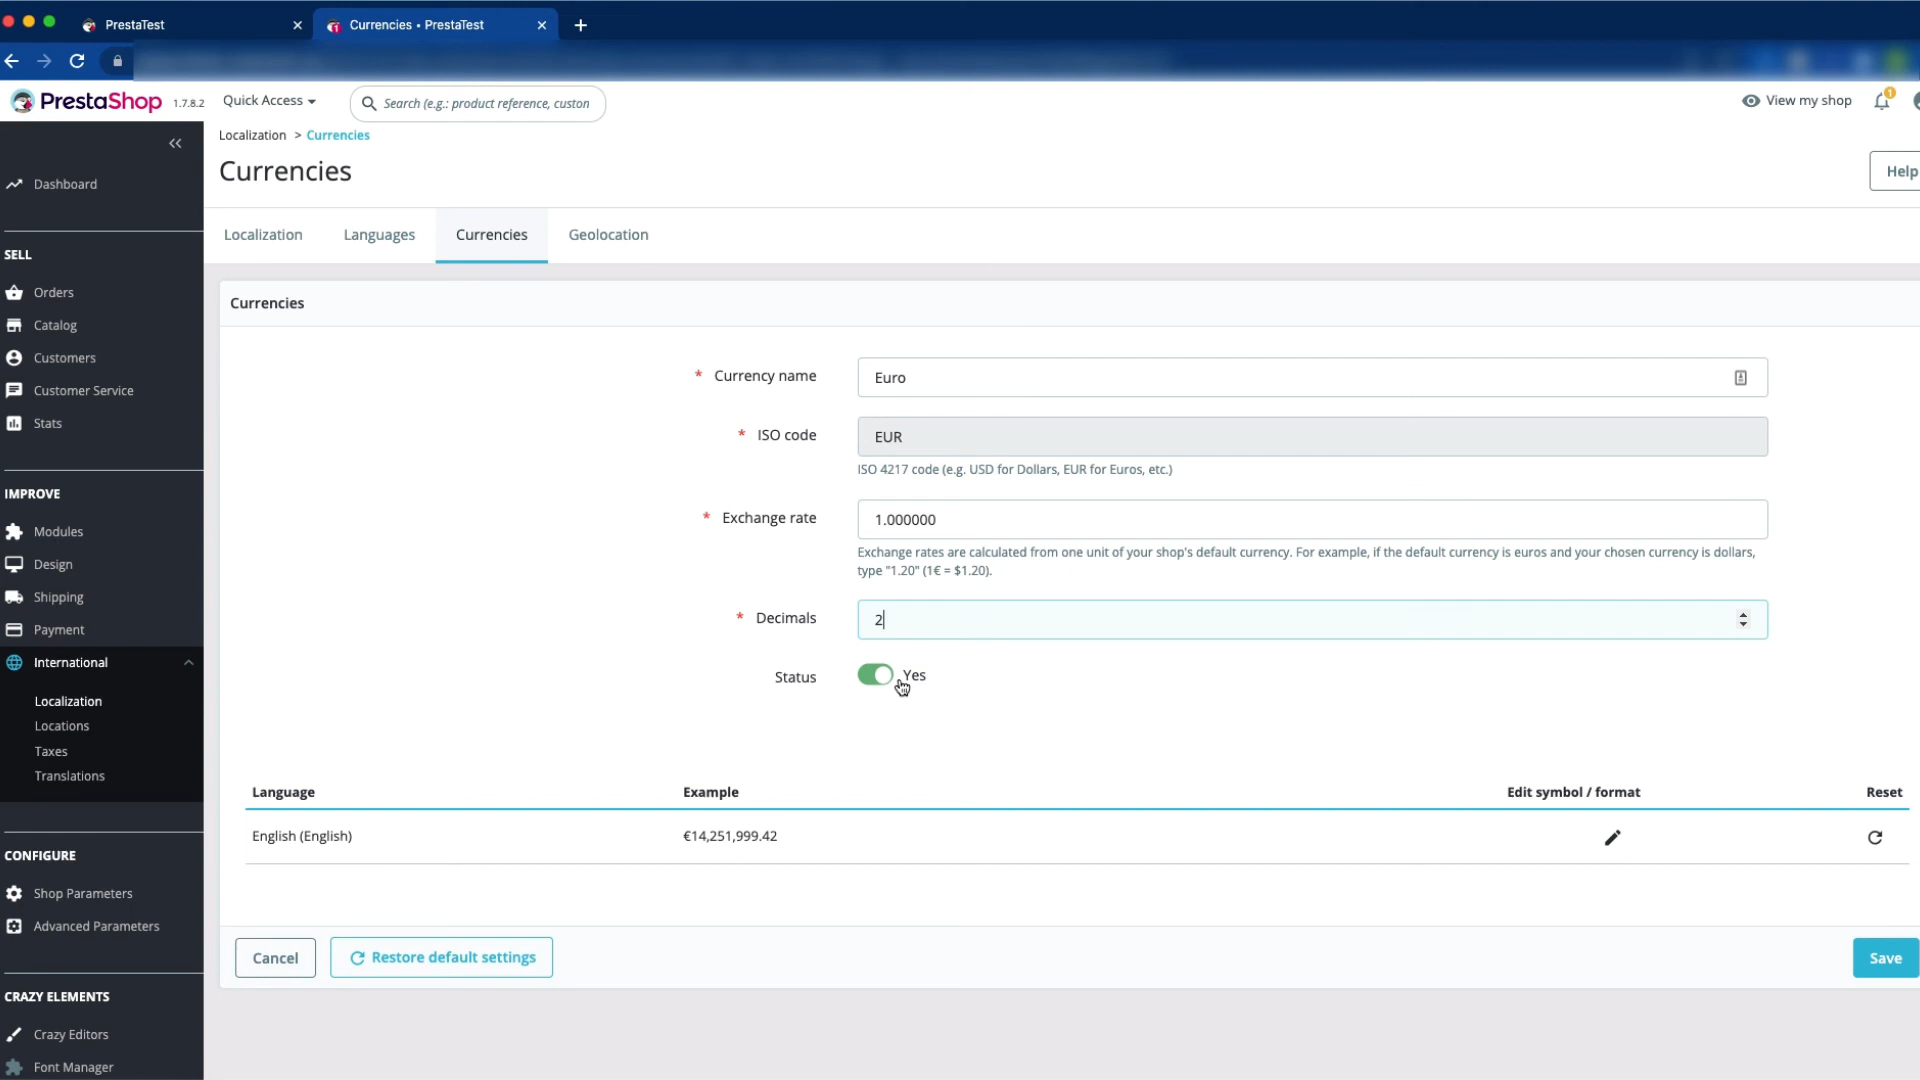 PrestaTest
Currencies • PrestaTest
PrestaShop 1.7.8.2
Quick Access
Search (e.g.: product reference, custon
View my shop
1
Localization > Currencies
Currencies
Help
Localization
Languages
Currencies
Geolocation
Dashboard
SELL
Orders
Catalog
Customers
Customer Service
Stats
IMPROVE
Modules
Design
Shipping
Payment
International
Localization
Locations
Taxes
Translations
CONFIGURE
Shop Parameters
Advanced Parameters
CRAZY ELEMENTS
Crazy Editors
Font Manager
Currencies
* Currency name
Euro
* ISO code
EUR
ISO 4217 code (e.g. USD for Dollars, EUR for Euros, etc.)
* Exchange rate
1.000000
Exchange rates are calculated from one unit of your shop's default currency. For example, if the default currency is euros and your chosen currency is dollars,
type "1.20" (1€ = $1.20).
* Decimals
2
Status
Yes
Language Example Edit symbol / format Reset
English (English) €14,251,999.42
Cancel
Restore default settings
Save